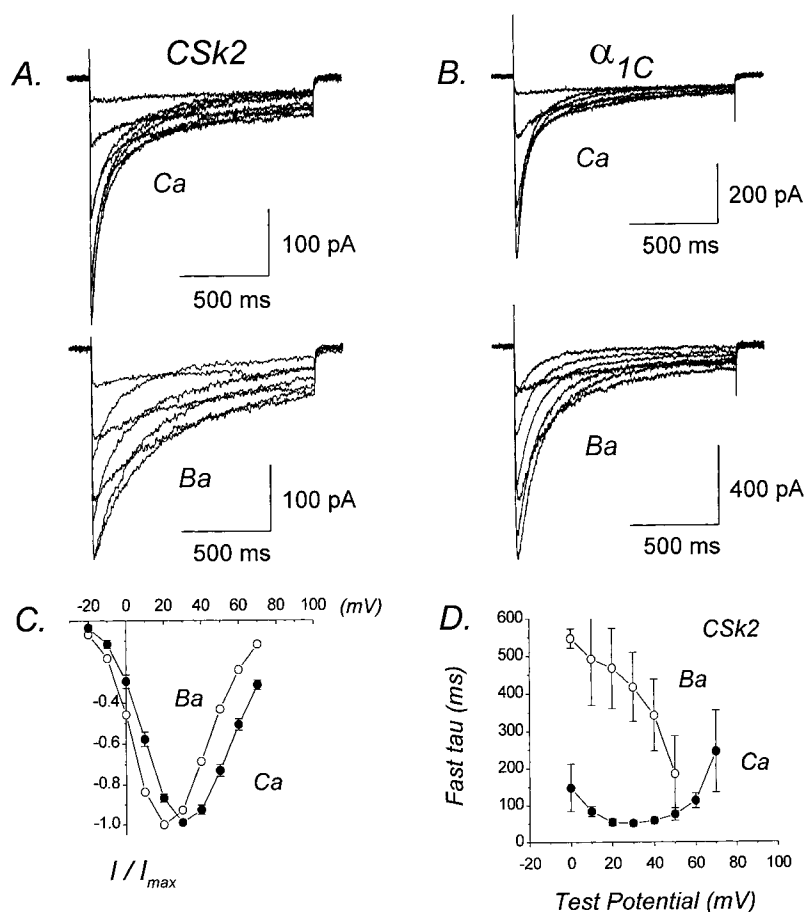 A.
CSk2
Ca
100 pA
500 ms
Ba
100 pA
500 ms
B.
α1C
Ca
200 pA
500 ms
Ba
400 pA
500 ms
C.
-20 0 20 40 60 80 100 (mV)
-0.4
-0.6
-0.8
-1.0
Ba
Ca
I / Imax
D.
CSk2
600
500
400
300
200
100
0
Fast tau (ms)
Ba
Ca
-20 0 20 40 60 80 100
Test Potential (mV)